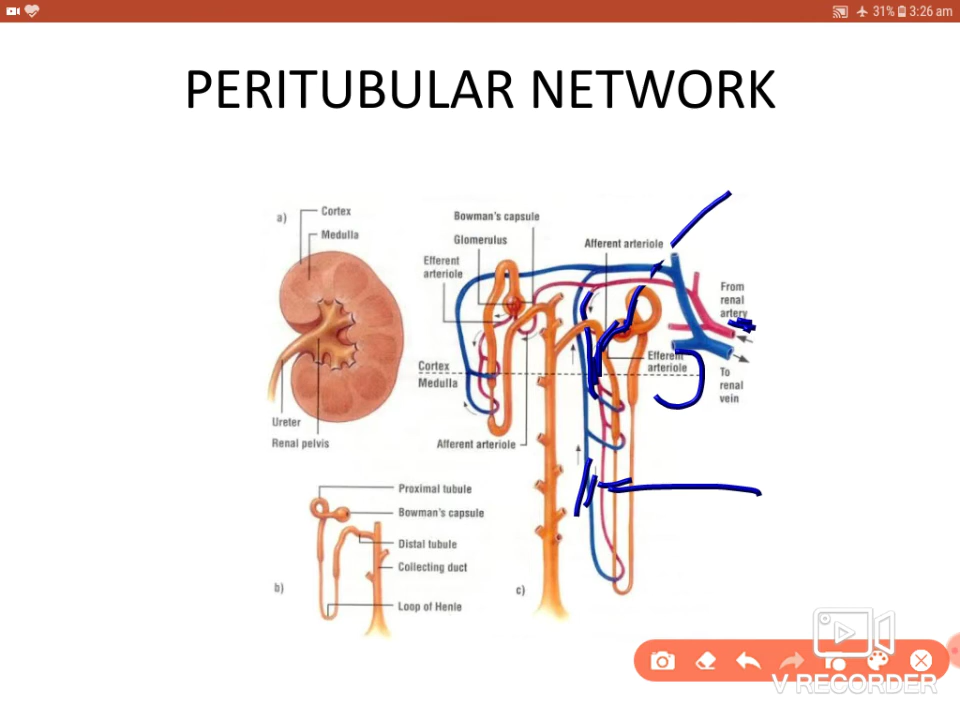 31% 3:26 am
PERITUBULAR NETWORK
a)
Cortex
Medulla
Ureter
Renal pelvis
Bowman's capsule
Glomerulus
Efferent
arteriole
Afferent arteriole
From
renal
artery
Efferent
arteriole
To
renal
vein
Cortex
Medulla
Afferent arteriole
b)
Proximal tubule
Bowman's capsule
Distal tubule
Collecting duct
Loop of Henle
c)
V RECORDER